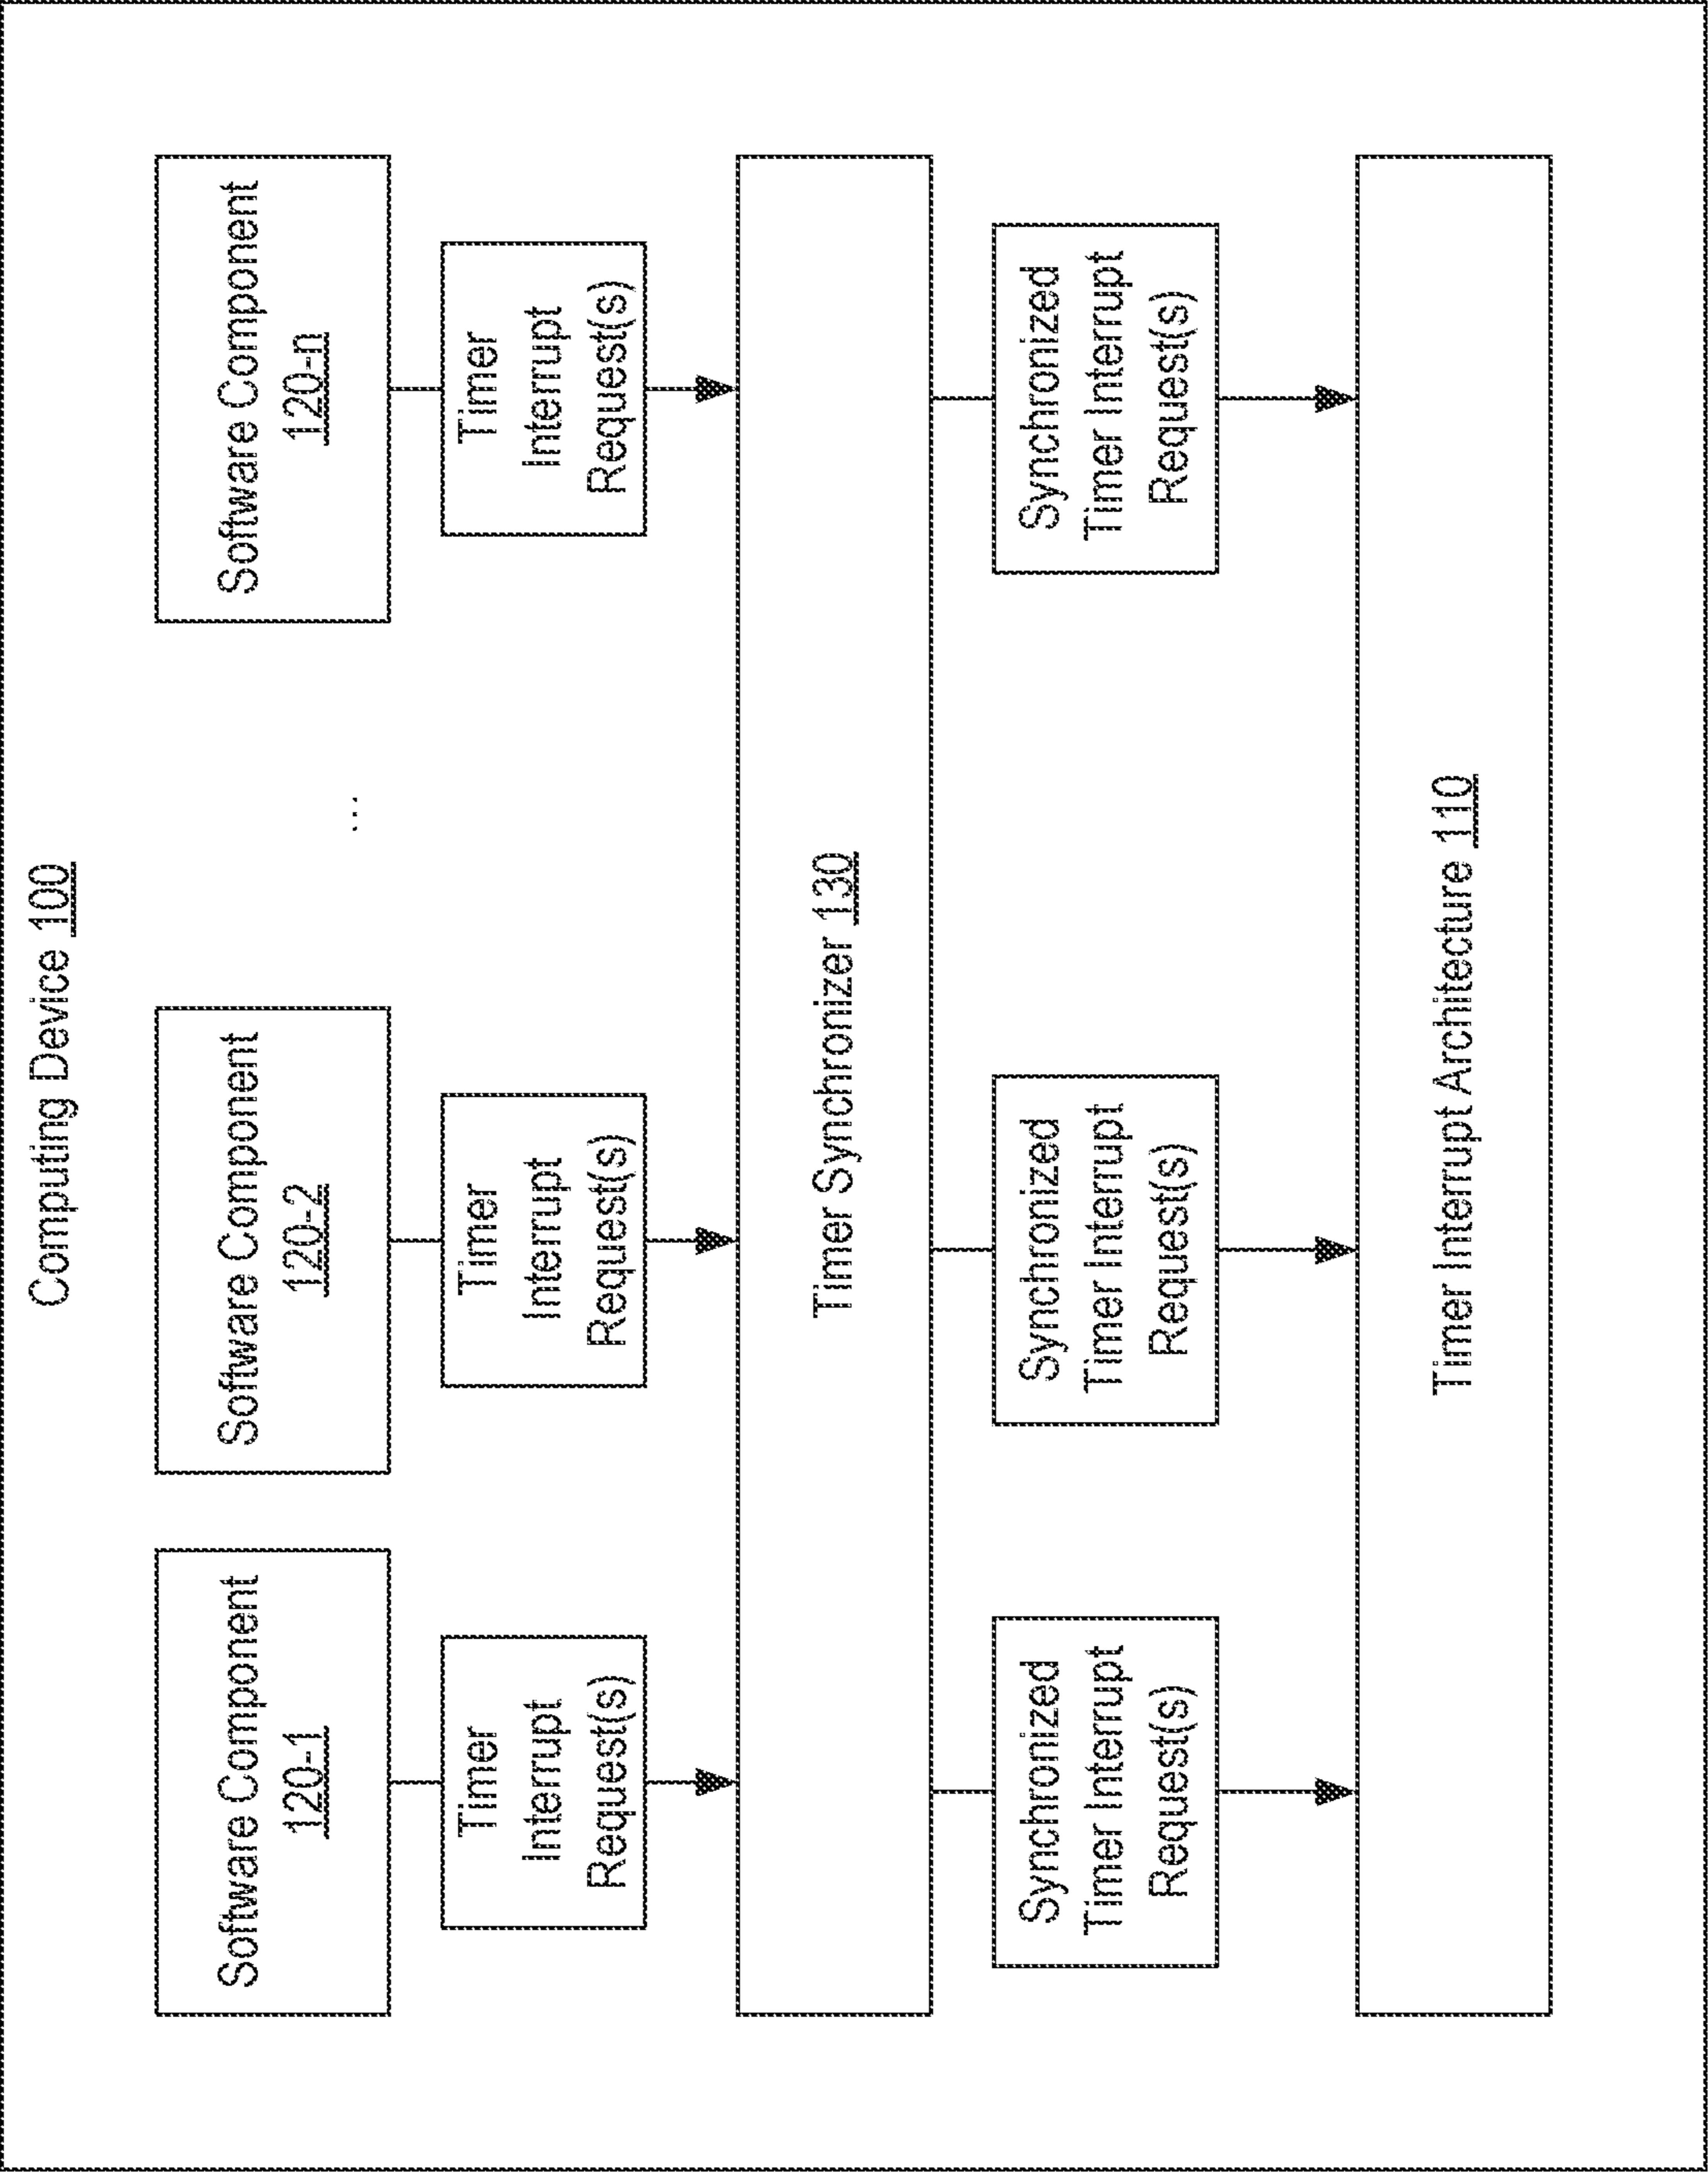 Computing Device 100
Software Component
120-1
Software Component
120-2
...
Software Component
120-n
Timer
Interrupt
Request(s)
Timer
Interrupt
Request(s)
Timer
Interrupt
Request(s)
Timer Synchronizer 130
Synchronized
Timer Interrupt
Request(s)
Synchronized
Timer Interrupt
Request(s)
Synchronized
Timer Interrupt
Request(s)
Timer Interrupt Architecture 110